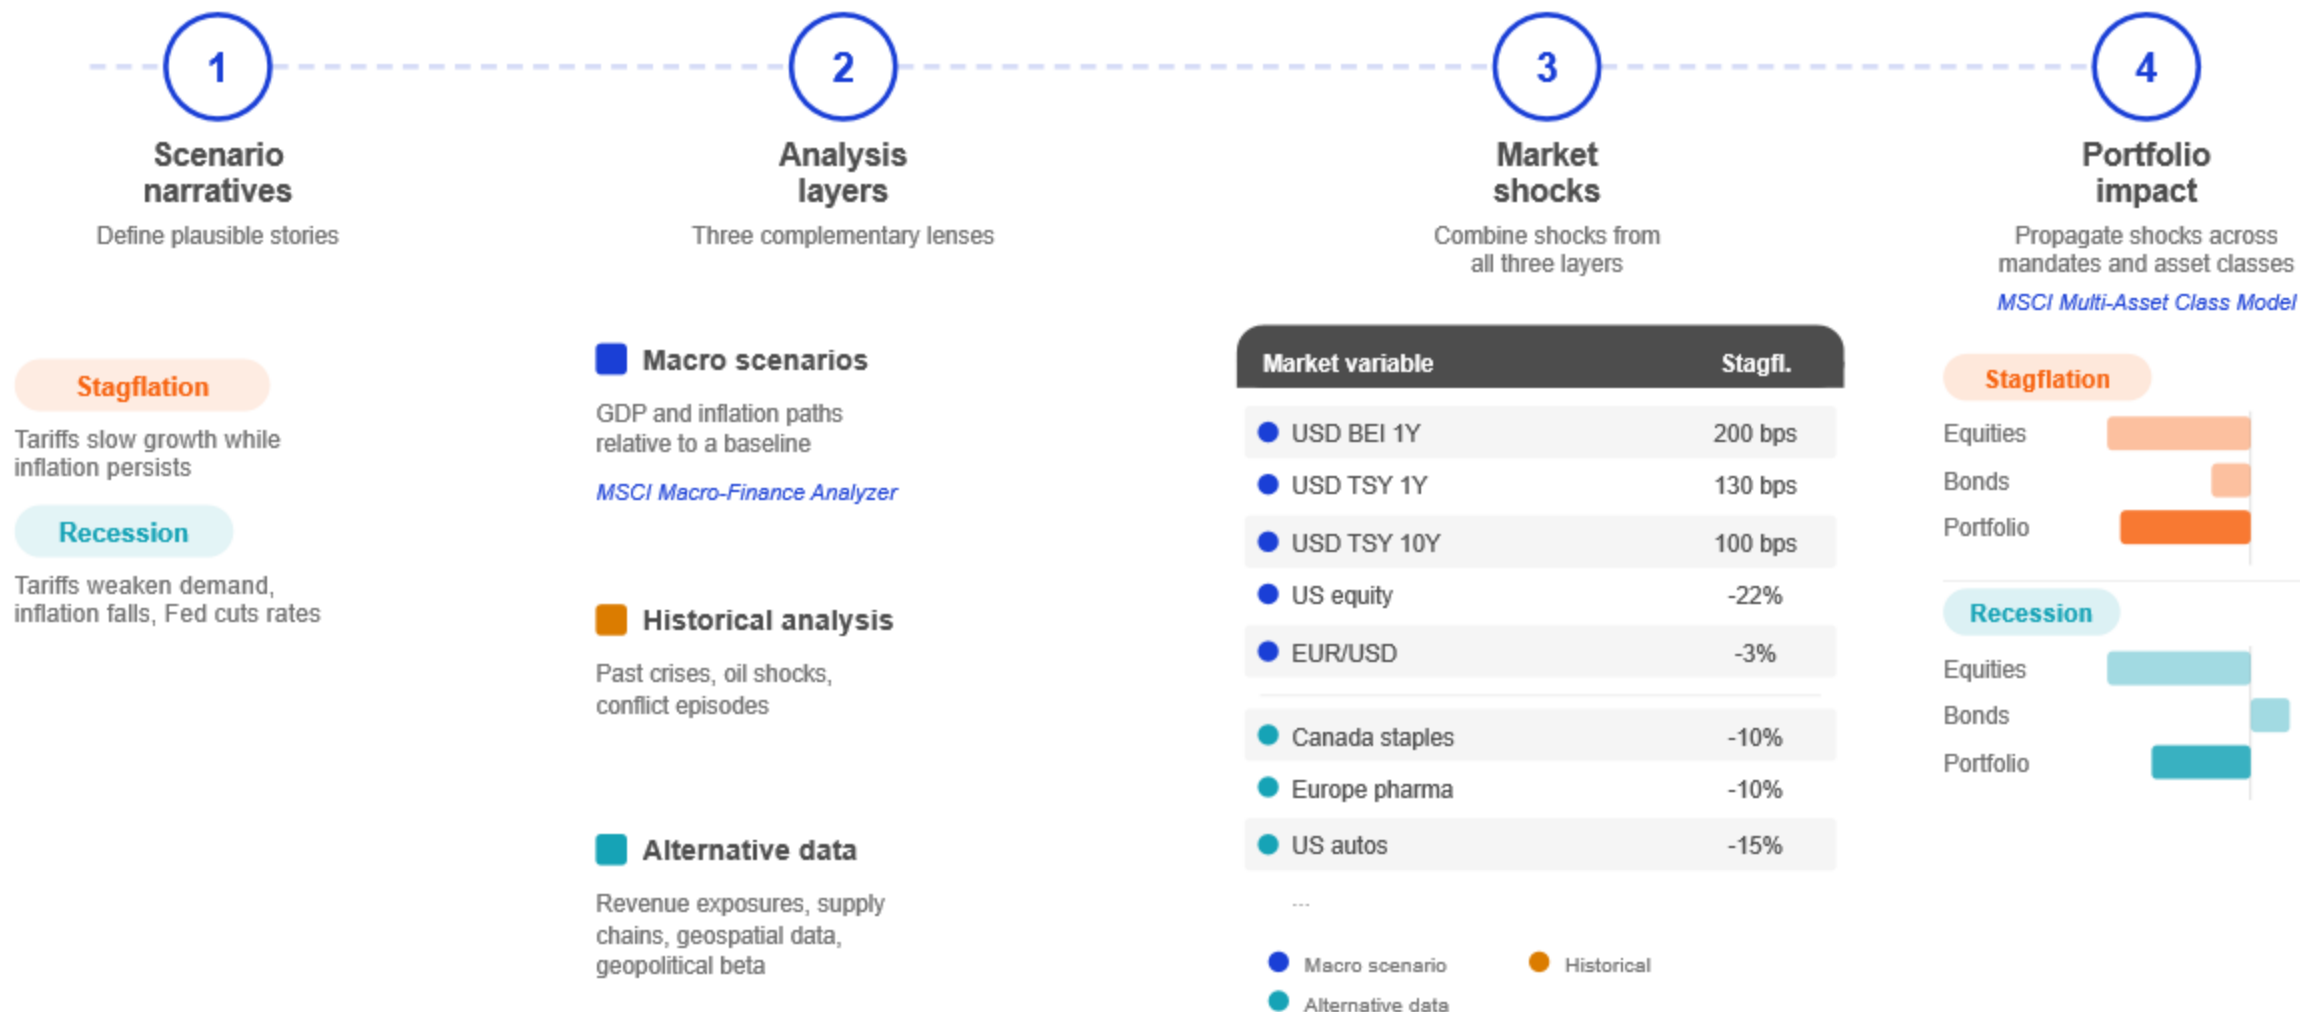 1
Scenario
narratives
Define plausible stories
Stagflation
Tariffs slow growth while
inflation persists
Recession
Tariffs weaken demand,
inflation falls, Fed cuts rates
2
Analysis
layers
Three complementary lenses
Macro scenarios
GDP and inflation paths
relative to a baseline
MSCI Macro-Finance Analyzer
Historical analysis
Past crises, oil shocks,
conflict episodes
Alternative data
Revenue exposures, supply
chains, geospatial data,
geopolitical beta
3
Market
shocks
Combine shocks from
all three layers
Market variable Stagfl.
USD BEI 1Y 200 bps
USD TSY 1Y 130 bps
USD TSY 10Y 100 bps
US equity -22%
EUR/USD -3%
Canada staples -10%
Europe pharma -10%
US autos -15%
...
Macro scenario Historical
Alternative data
4
Portfolio
impact
Propagate shocks across
mandates and asset classes
MSCI Multi-Asset Class Model
Stagflation
Equities
Bonds
Portfolio
Recession
Equities
Bonds
Portfolio